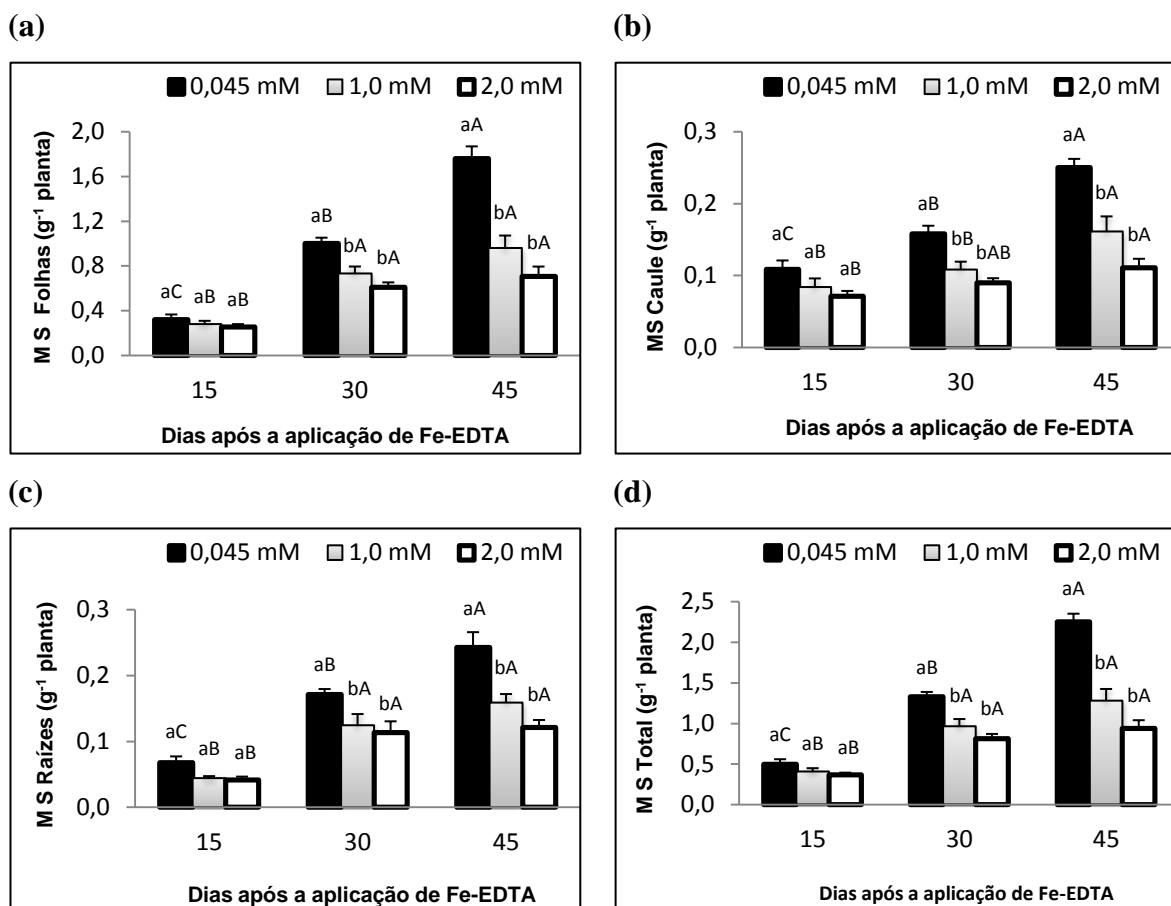 (a)
0,045 mM 1,0 mM 2,0 mM
M S Folhas (g-1 planta)
2,0
1,6
1,2
0,8
0,4
0,0
aC aB aB
aB bA bA
aA bA bA
15 30 45
Dias após a aplicação de Fe-EDTA
(b)
0,045 mM 1,0 mM 2,0 mM
MS Caule (g-1 planta)
0,3
0,2
0,1
0,0
aC aB aB
aB bB bAB
aA bA bA
15 30 45
Dias após a aplicação de Fe-EDTA
(c)
0,045 mM 1,0 mM 2,0 mM
M S Raízes (g-1 planta)
0,3
0,2
0,1
0,0
aC aB aB
aB bA bA
aA bA bA
15 30 45
Dias após a aplicação de Fe-EDTA
(d)
0,045 mM 1,0 mM 2,0 mM
M S Total (g-1 planta)
2,5
2,0
1,5
1,0
0,5
0,0
aC aB aB
aB bA bA
aA bA bA
15 30 45
Dias após a aplicação de Fe-EDTA